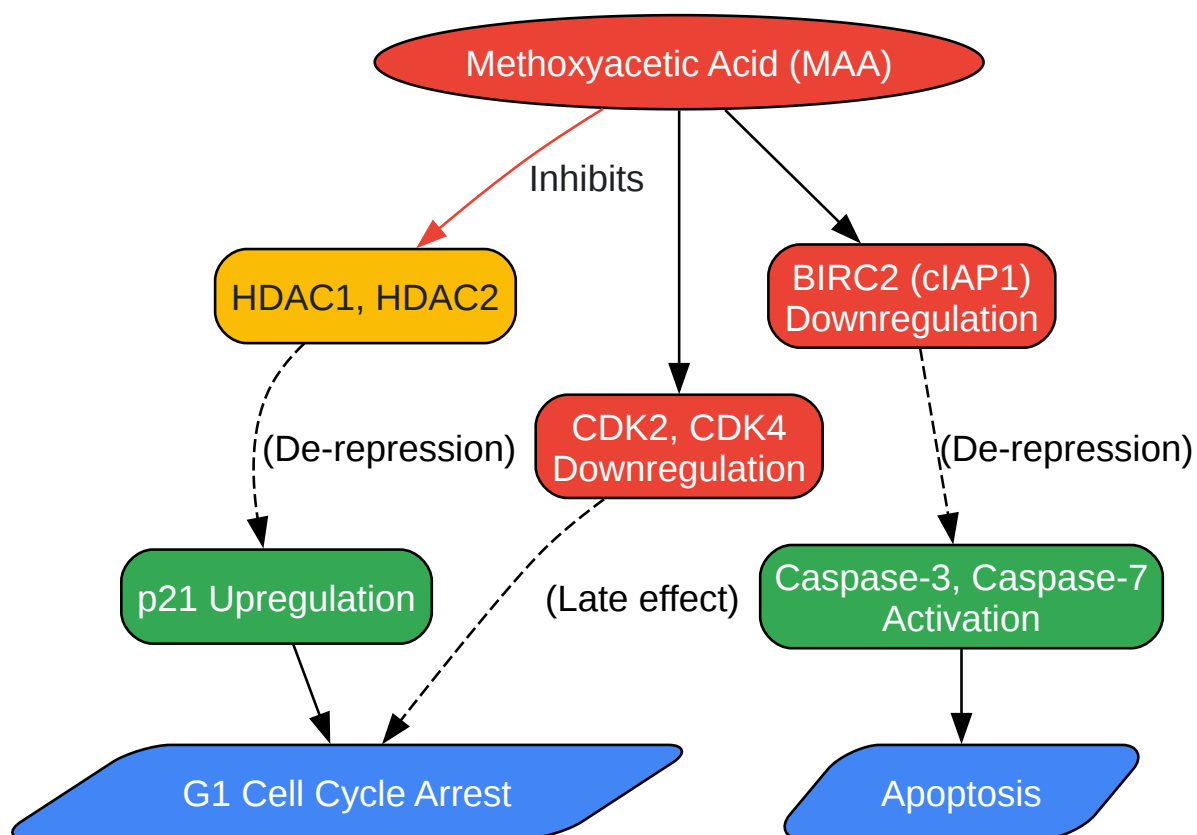 Methoxyacetic Acid (MAA)
Inhibits
HDAC1, HDAC2
BIRC2 (cIAP1)
Downregulation
CDK2, CDK4
Downregulation
(De-repression)
(De-repression)
p21 Upregulation
(Late effect)
Caspase-3, Caspase-7
Activation
G1 Cell Cycle Arrest
Apoptosis